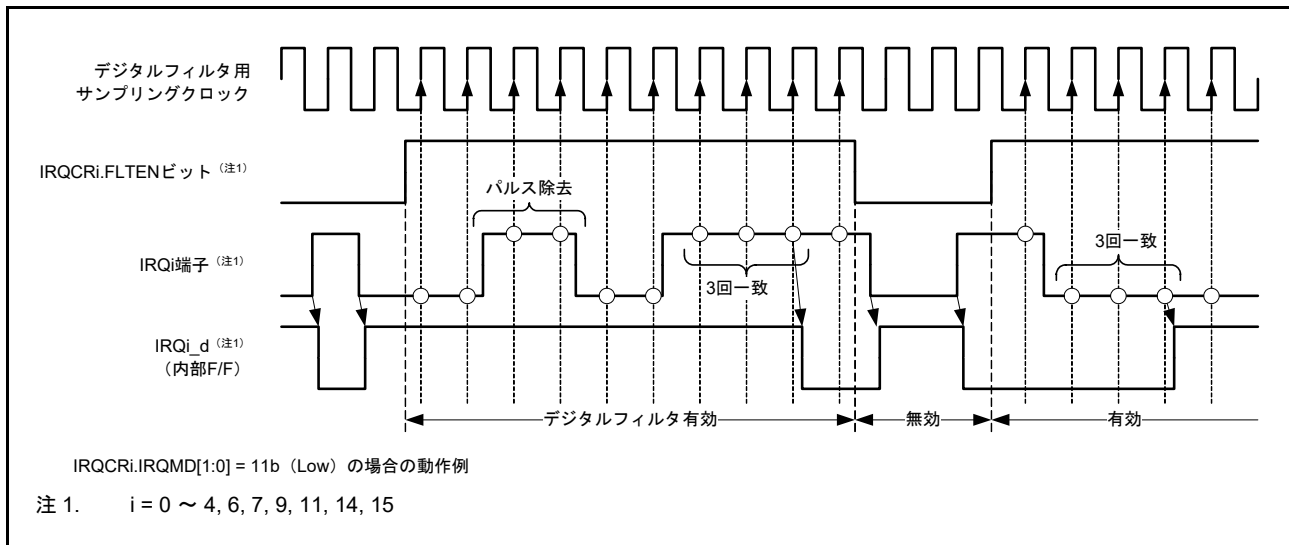 デジタルフィルタ用
サンプリングクロック
IRQCRi.FLTENビット（注1）
パルス除去
IRQi端子（注1）
3回一致
3回一致
IRQi_d（注1）
（内部F/F）
デジタルフィルタ有効
無効
有効
IRQCRi.IRQMD[1:0] = 11b（Low）の場合の動作例
注 1. i = 0 ～ 4, 6, 7, 9, 11, 14, 15